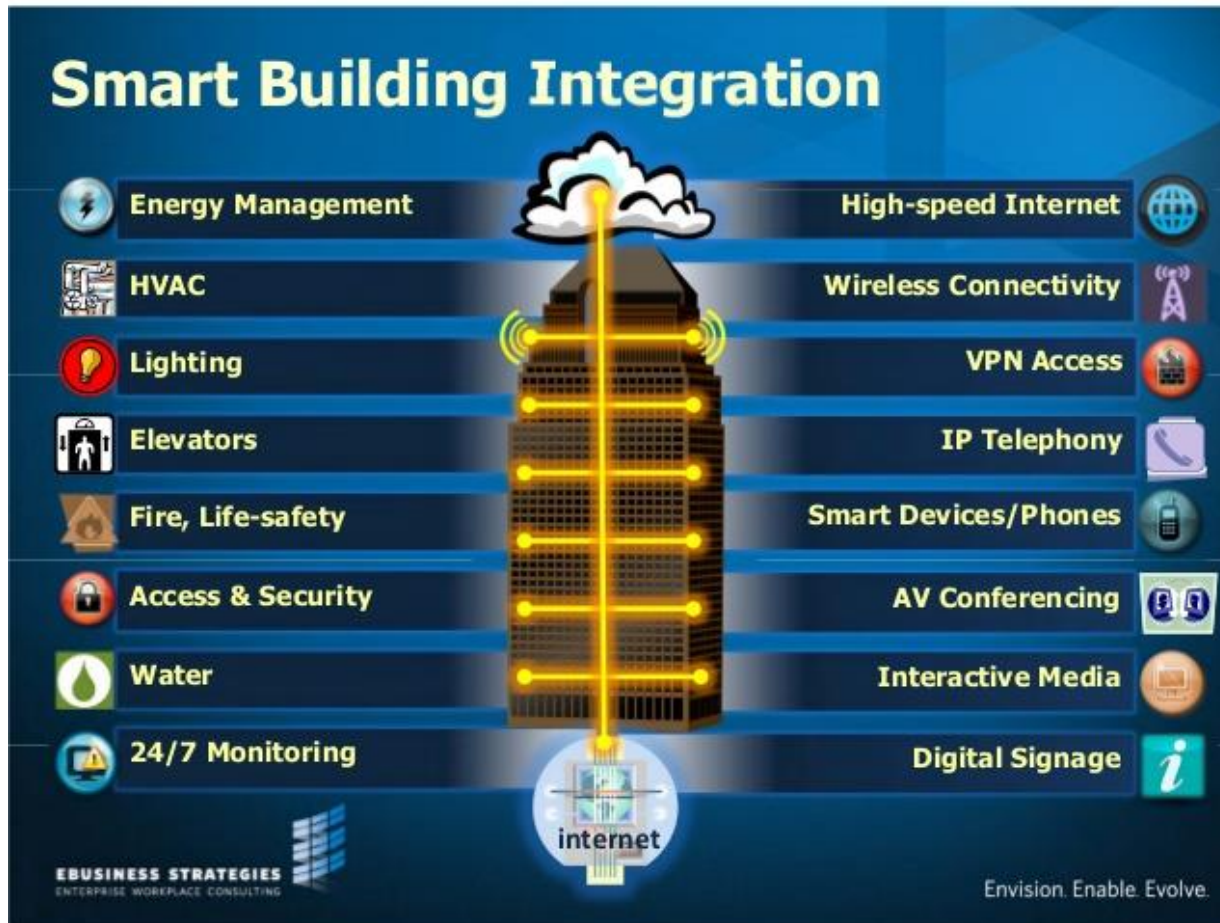 Smart Building Integration
Energy Management
HVAC
Lighting
Elevators
Fire, Life-safety
Access & Security
Water
24/7 Monitoring
High-speed Internet
Wireless Connectivity
VPN Access
IP Telephony
Smart Devices/Phones
AV Conferencing
Interactive Media
Digital Signage
internet
EBUSINESS STRATEGIES
ENTERPRISE WORKPLACE CONSULTING
Envision. Enable. Evolve.